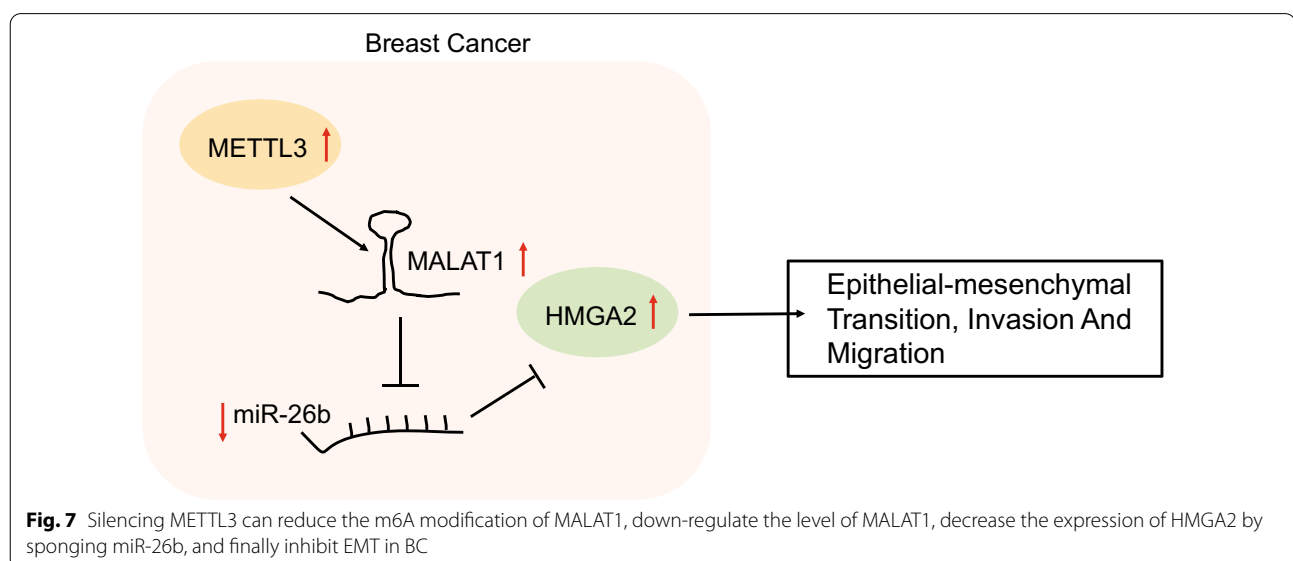 Breast Cancer
METTL3
MALAT1
HMGA2
miR-26b
Epithelial-mesenchymal
Transition, Invasion And
Migration
Fig. 7 Silencing METTL3 can reduce the m6A modification of MALAT1, down-regulate the level of MALAT1, decrease the expression of HMGA2 by
sponging miR-26b, and finally inhibit EMT in BC